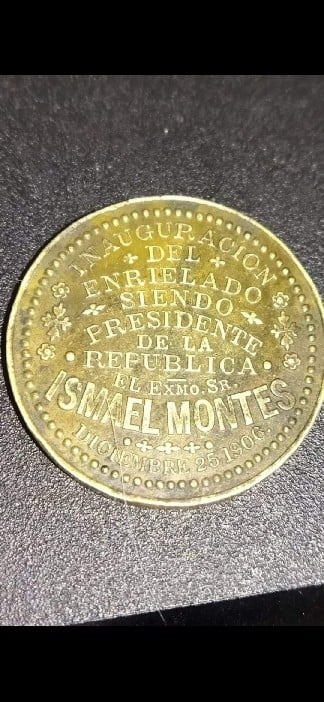 INAUGURACION
DEL
ENRIELADO
SIENDO
PRESIDENTE
DE LA
REPUBLICA
EL EXMO. SR.
ISMAEL MONTES
DICIEMBRE 25 1906